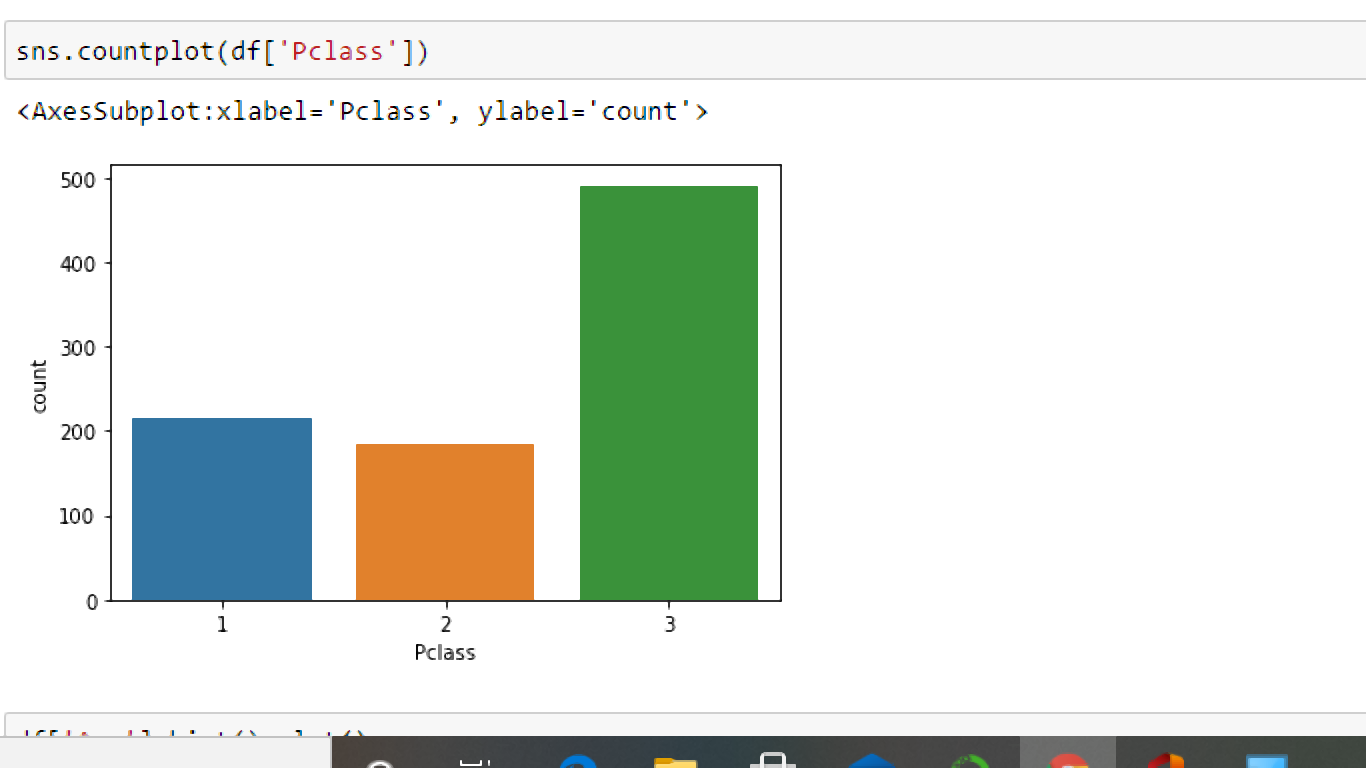 sns.countplot(df['Pclass'])
<AxesSubplot:xlabel='Pclass', ylabel='count'>
500
400
300
200
100
0
count
1 2 3
Pclass